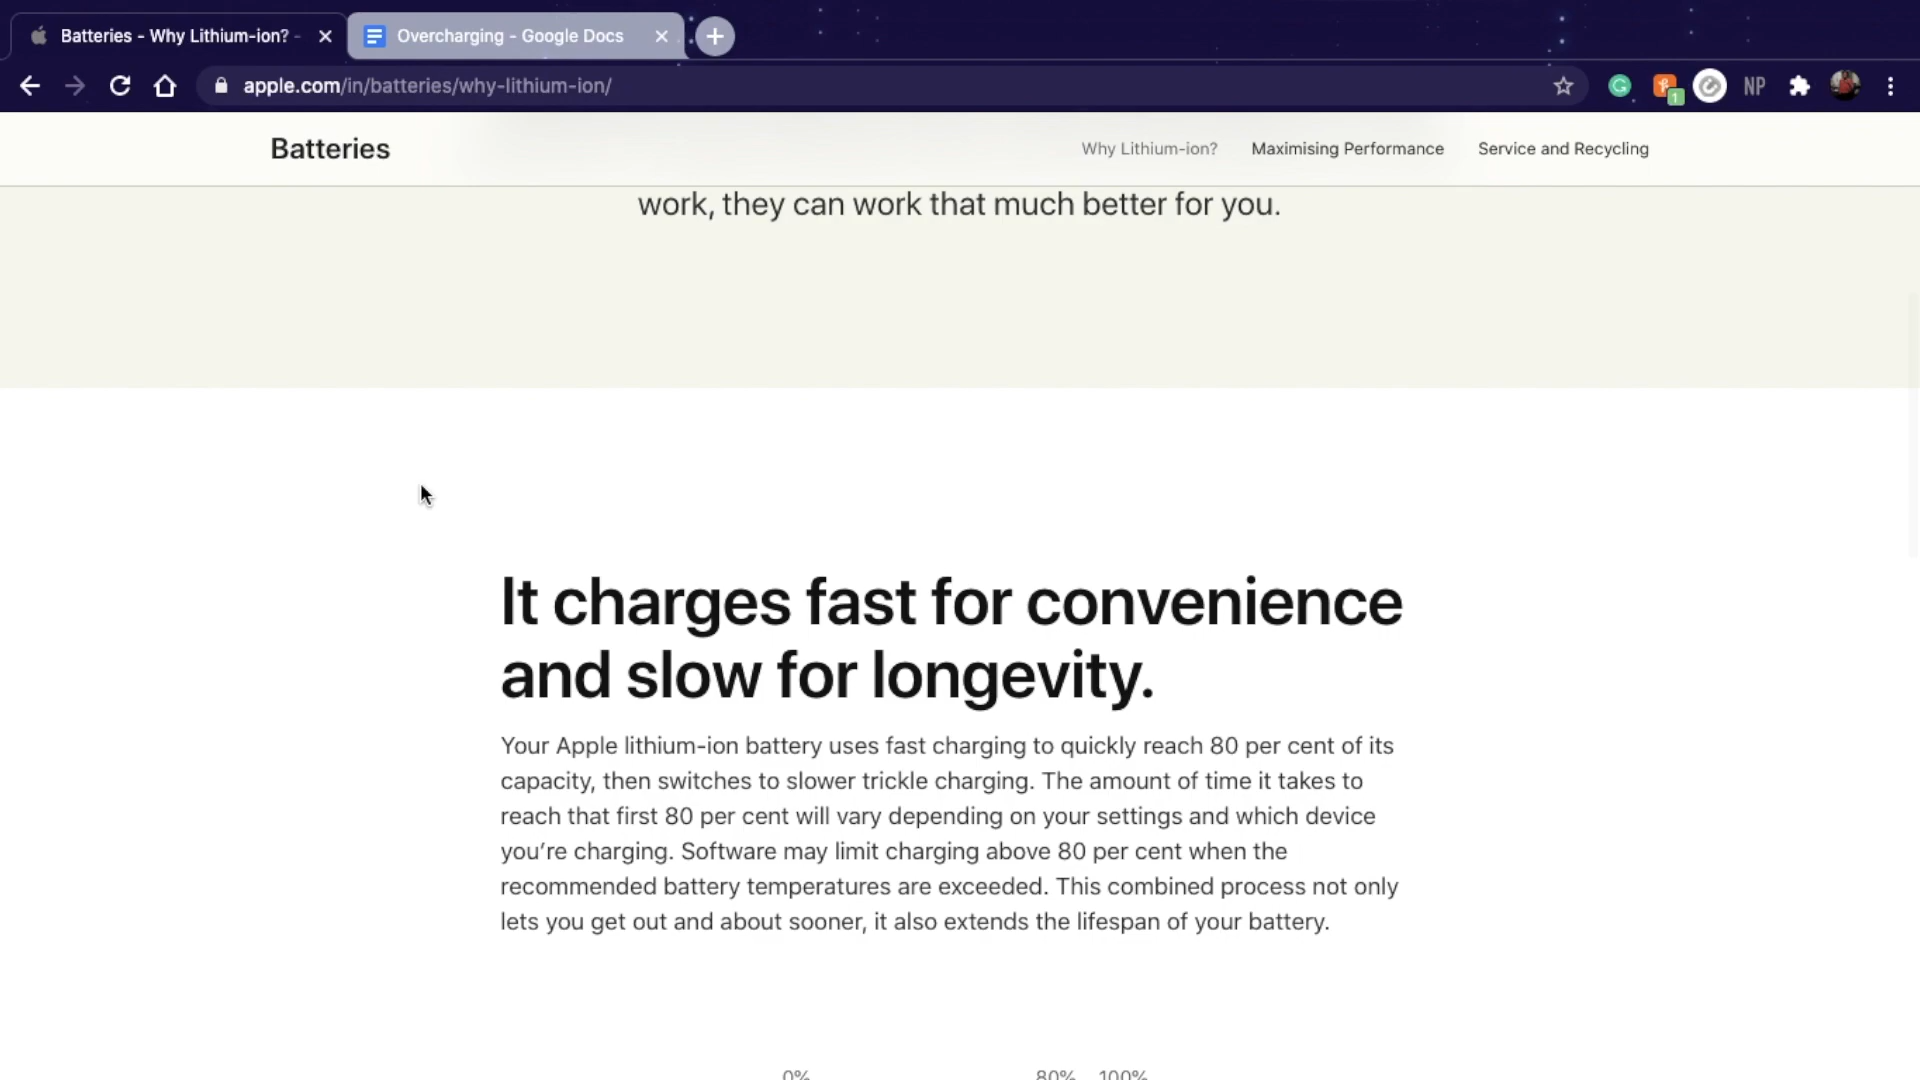 Batteries - Why Lithium-ion? -
Overcharging - Google Docs
apple.com/in/batteries/why-lithium-ion/
1
NP
Batteries
Why Lithium-ion?
Maximising Performance
Service and Recycling
work, they can work that much better for you.
It charges fast for convenience
and slow for longevity.
Your Apple lithium-ion battery uses fast charging to quickly reach 80 per cent of its
capacity, then switches to slower trickle charging. The amount of time it takes to
reach that first 80 per cent will vary depending on your settings and which device
you’re charging. Software may limit charging above 80 per cent when the
recommended battery temperatures are exceeded. This combined process not only
lets you get out and about sooner, it also extends the lifespan of your battery.
0% 80% 100%